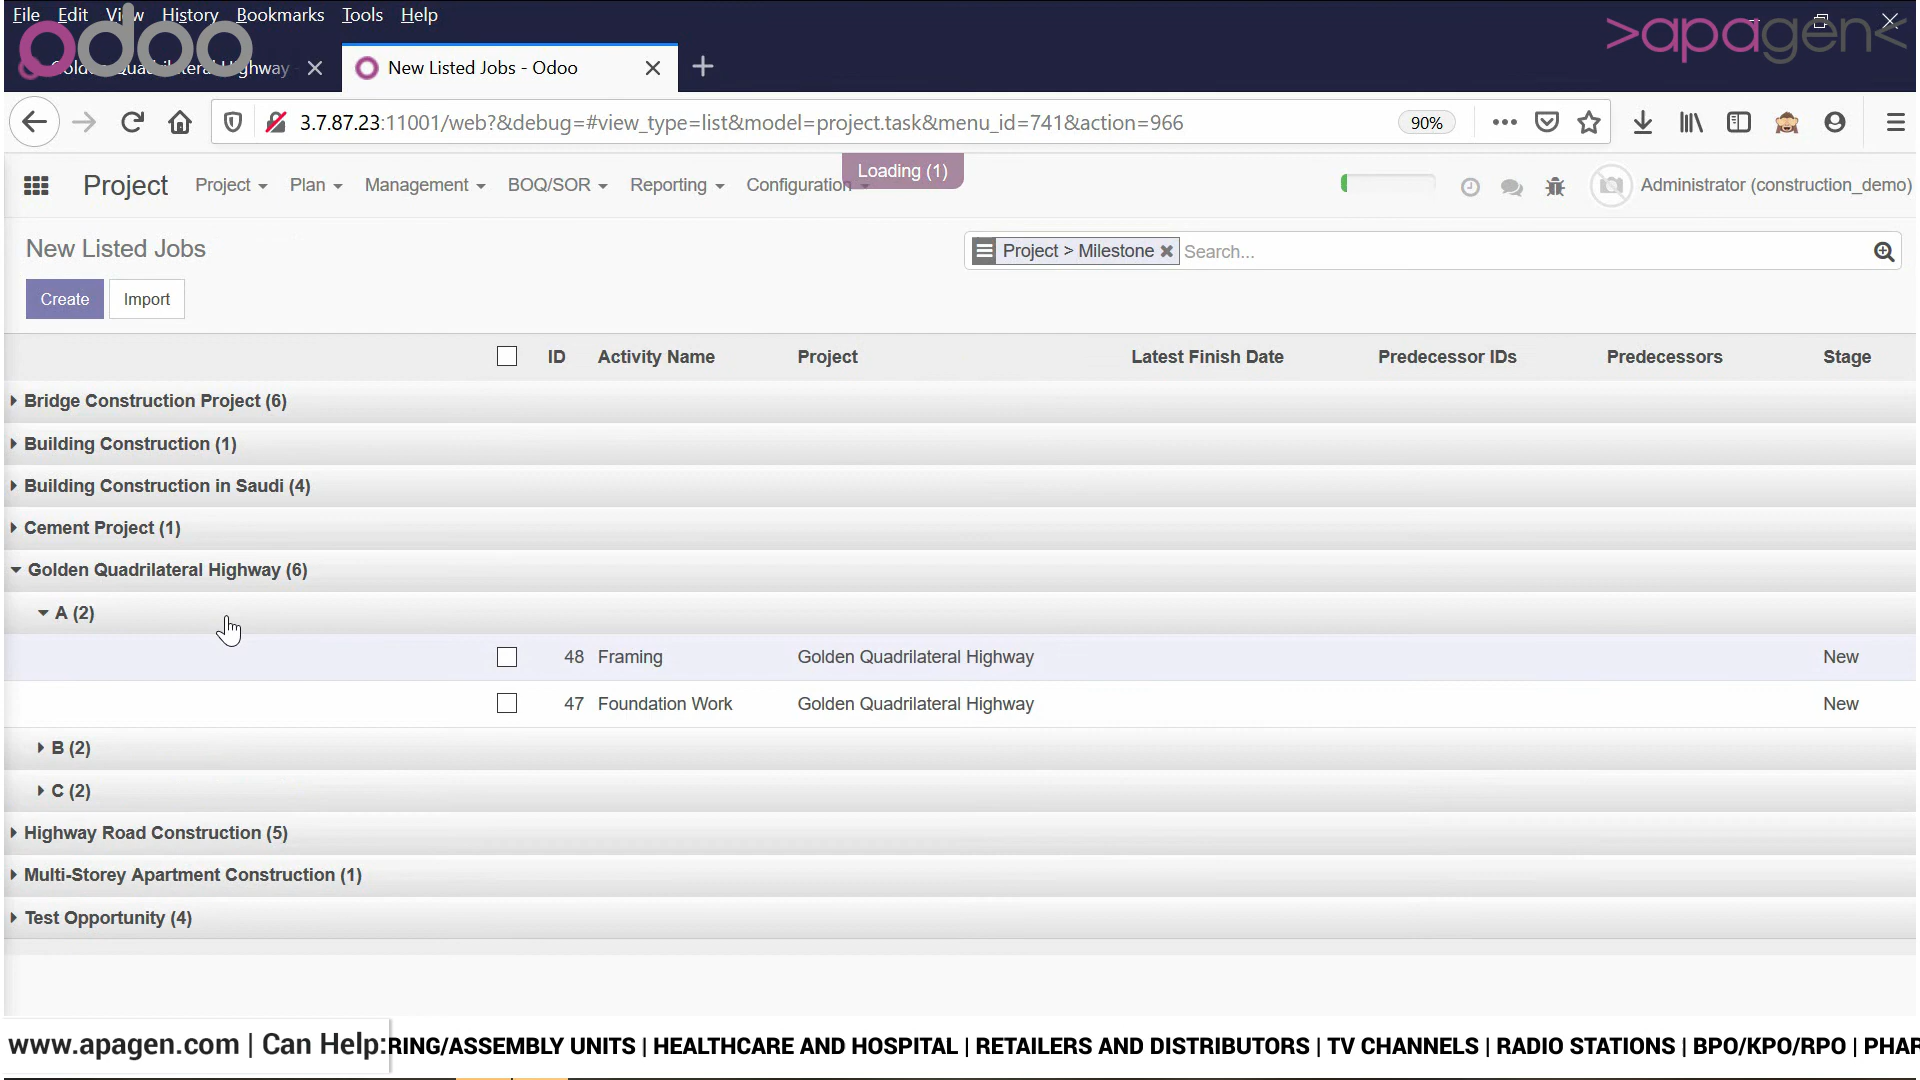 File Edit View History Bookmarks Tools Help
odoo
>apagen<
Golden Quadrilateral Highway
New Listed Jobs - Odoo
3.7.87.23:11001/web?&debug=#view_type=list&model=project.task&menu_id=741&action=966
90%
Loading (1)
Project Project Plan Management BOQ/SOR Reporting Configuration
Administrator (construction_demo)
New Listed Jobs
Project > Milestone Search...
Create Import
ID Activity Name Project Latest Finish Date Predecessor IDs Predecessors Stage
Bridge Construction Project (6)
Building Construction (1)
Building Construction in Saudi (4)
Cement Project (1)
Golden Quadrilateral Highway (6)
A (2)
48 Framing Golden Quadrilateral Highway New
47 Foundation Work Golden Quadrilateral Highway New
B (2)
C (2)
Highway Road Construction (5)
Multi-Storey Apartment Construction (1)
Test Opportunity (4)
www.apagen.com | Can Help: RING/ASSEMBLY UNITS | HEALTHCARE AND HOSPITAL | RETAILERS AND DISTRIBUTORS | TV CHANNELS | RADIO STATIONS | BPO/KPO/RPO | PHAR